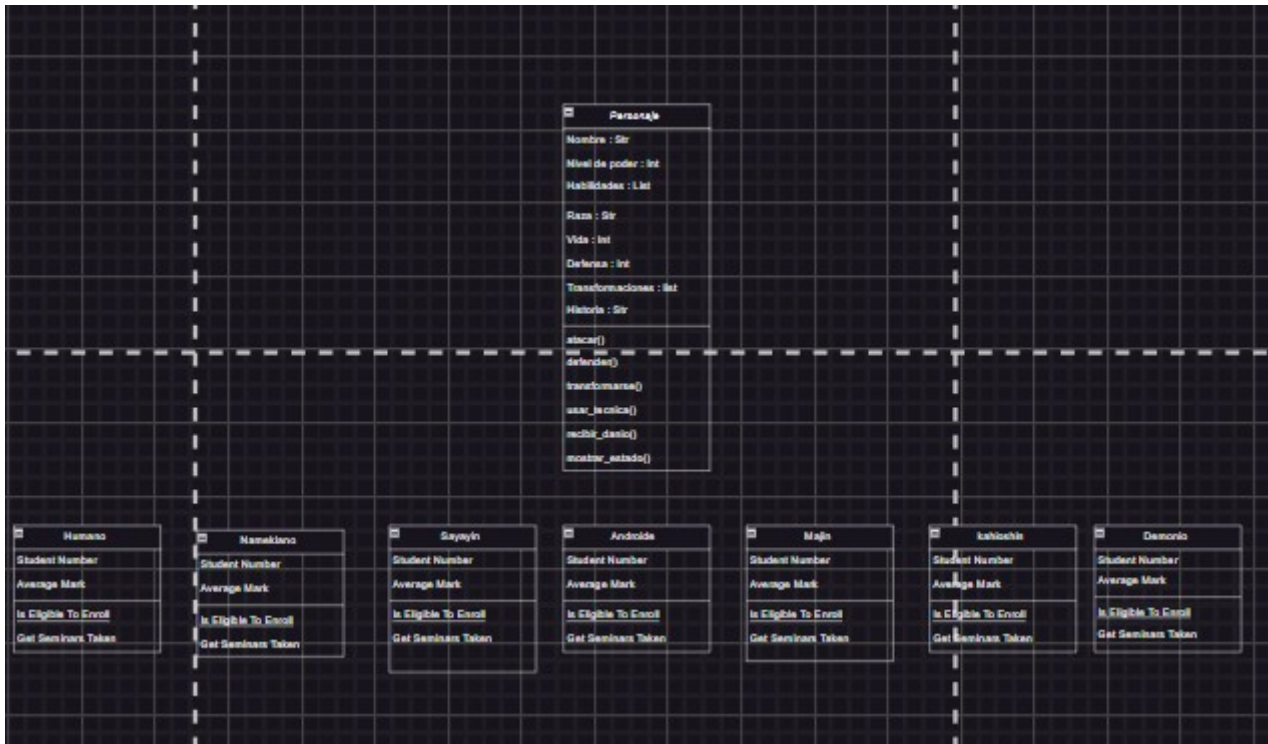 Personaje
Nombre : Str
Nivel de poder : Int
Habilidades : List
Raza : Str
Vida : Int
Defensa : Int
Transformaciones : list
Historia : Str
atacar()
defender()
transformarse()
usar_tecnica()
recibir_danio()
mostrar_estado()
Humano
Student Number
Average Mark
Is Eligible To Enroll
Get Seminars Taken
Namekiano
Student Number
Average Mark
Is Eligible To Enroll
Get Seminars Taken
Sayayin
Student Number
Average Mark
Is Eligible To Enroll
Get Seminars Taken
Androide
Student Number
Average Mark
Is Eligible To Enroll
Get Seminars Taken
Majin
Student Number
Average Mark
Is Eligible To Enroll
Get Seminars Taken
kahioshin
Student Number
Average Mark
Is Eligible To Enroll
Get Seminars Taken
Demonio
Student Number
Average Mark
Is Eligible To Enroll
Get Seminars Taken